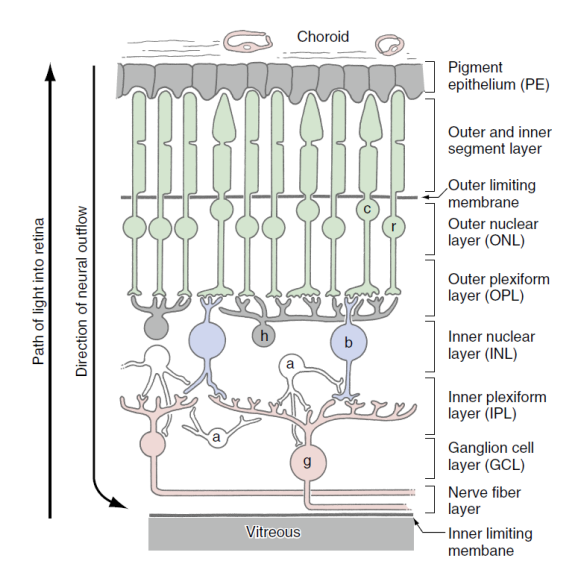 Choroid
Pigment
epithelium (PE)
Outer and inner
segment layer
Outer limiting
membrane
c
r
Outer nuclear
layer (ONL)
Outer plexiform
layer (OPL)
h
b
Inner nuclear
layer (INL)
a
Inner plexiform
layer (IPL)
a
g
Ganglion cell
layer (GCL)
Nerve fiber
layer
Vitreous
Inner limiting
membane
Path of light into retina
Direction of neural outflow